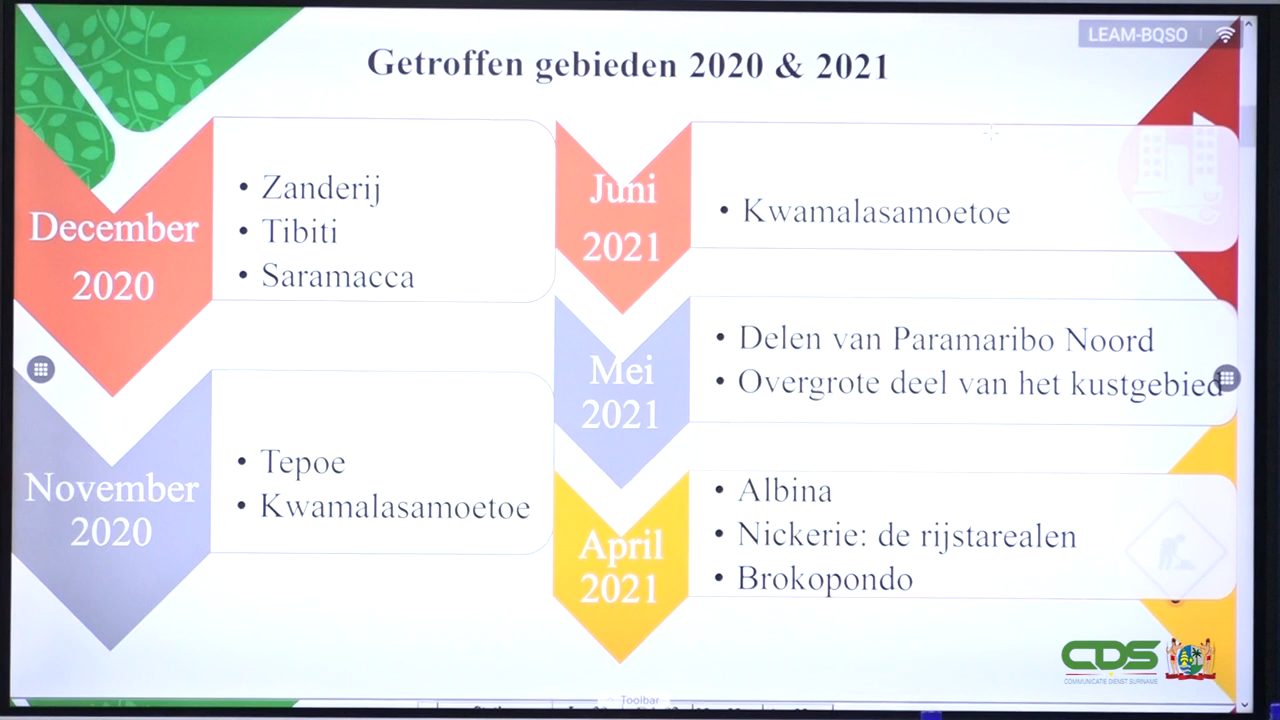 LEAM-BQSO
Getroffen gebieden 2020 & 2021
December
2020
• Zanderij
• Tibiti
• Saramacca
November
2020
• Tepoe
• Kwamalasamoetoe
Juni
2021
• Kwamalasamoetoe
Mei
2021
• Delen van Paramaribo Noord
• Overgrote deel van het kustgebied
April
2021
• Albina
• Nickerie: de rijstarealen
• Brokopondo
CDS
COMMUNICATIE DIENST SURINAME
Toolbar